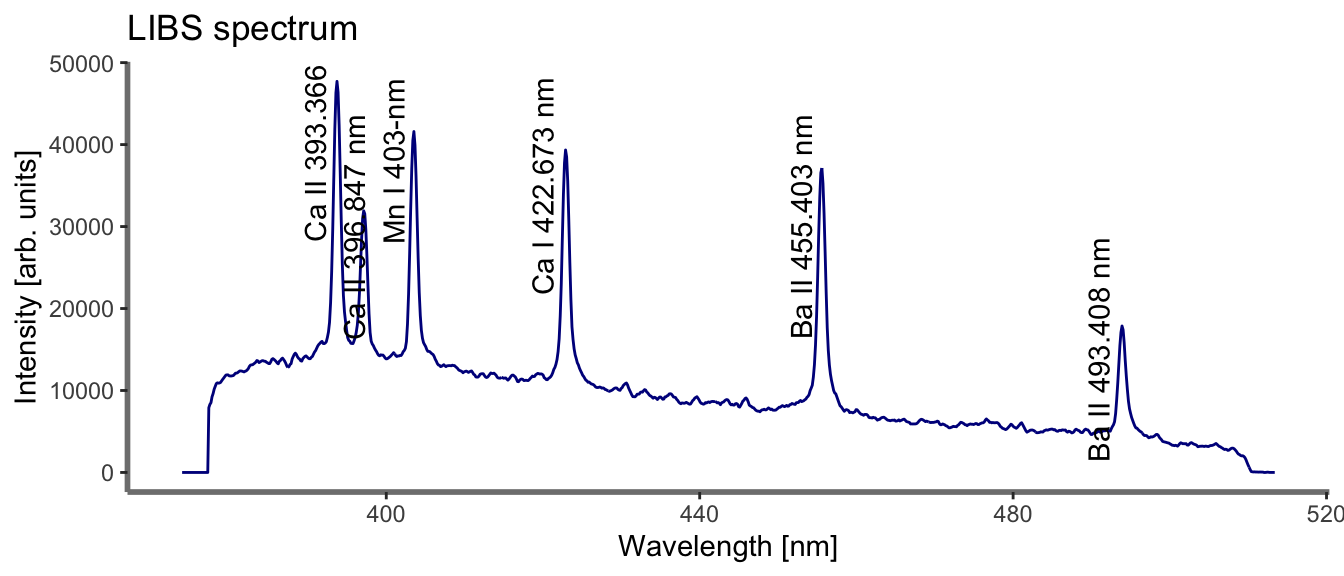 LIBS spectrum
Intensity [arb. units]
50000
40000
30000
20000
10000
0
Ca II 393.366
Ca II 396.847 nm
Mn I 403-nm
Ca I 422.673 nm
Ba II 455.403 nm
Ba II 493.408 nm
400
440
480
520
Wavelength [nm]